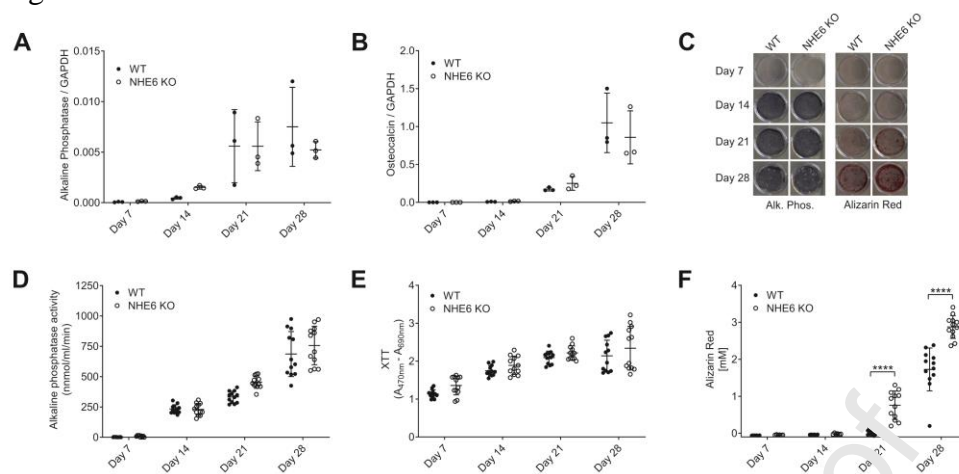 A
Alkaline Phosphatase / GAPDH
0.015
0.010
0.005
0.000
WT
NHE6 KO
Day 7
Day 14
Day 21
Day 28
B
Osteocalcin / GAPDH
2.0
1.5
1.0
0.5
0.0
WT
NHE6 KO
Day 7
Day 14
Day 21
Day 28
C
WT
NHE6 KO
WT
NHE6 KO
Day 7
Day 14
Day 21
Day 28
Alk. Phos.
Alizarin Red
D
Alkaline phosphatase activity
(nnmol/ml/min)
1250
1000
750
500
250
0
WT
NHE6 KO
Day 7
Day 14
Day 21
Day 28
E
XTT
(A470nm - A690nm)
4
3
2
1
0
WT
NHE6 KO
Day 7
Day 14
Day 21
Day 28
F
Alizarin Red
[mM]
4
3
2
1
0
WT
NHE6 KO
****
****
Day 7
Day 14
Day 21
Day 28